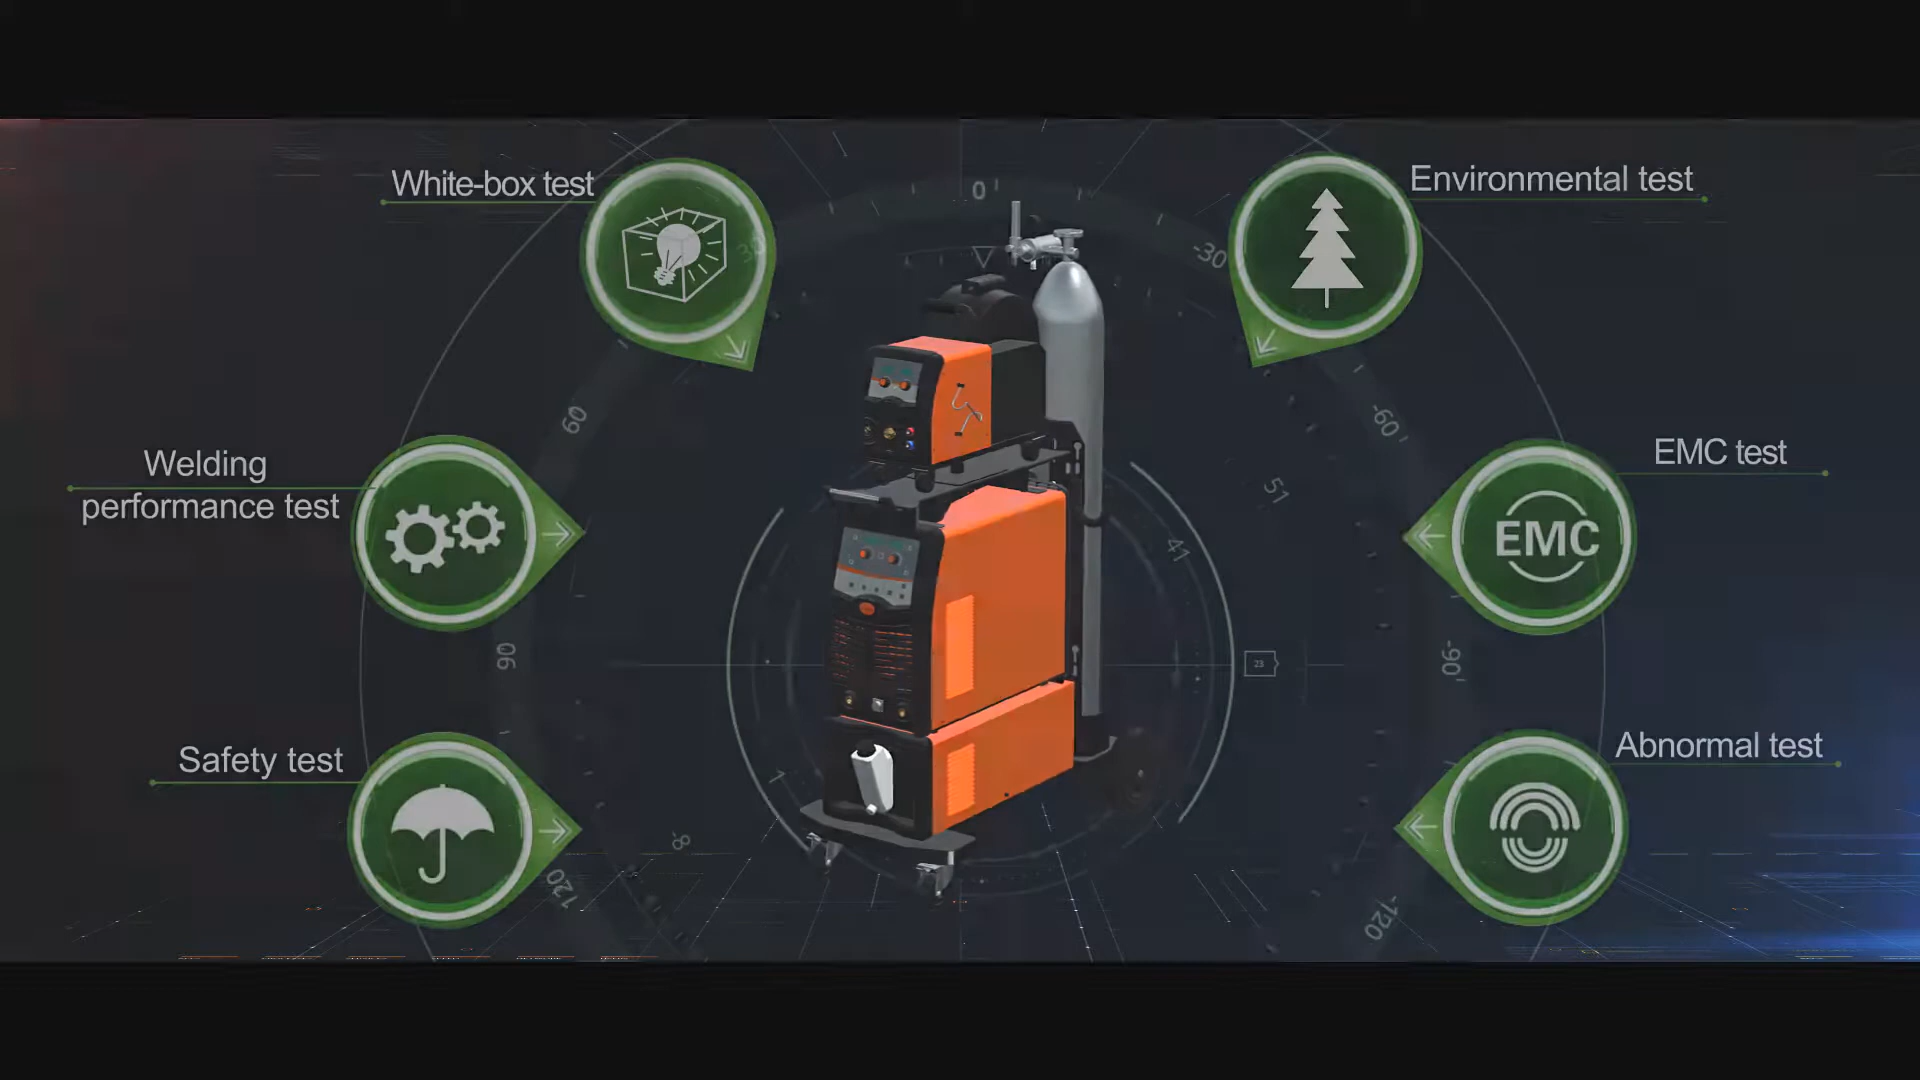 White-box test
Environmental test
0
-30
60
-60
Welding
performance test
EMC test
EMC
51
41
90
23
-90
Safety test
Abnormal test
120
-120